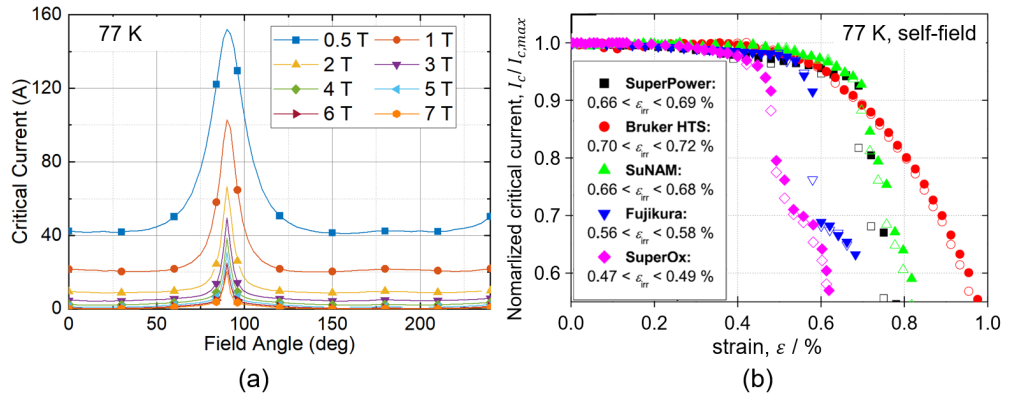 77 K
0.5 T 1 T
2 T 3 T
4 T 5 T
6 T 7 T
160
120
80
40
0
Critical Current (A)
0 50 100 150 200
Field Angle (deg)
(a)
77 K, self-field
1.0
0.9
0.8
0.7
0.6
Nomarlized critical current, Ic/Ic,max
SuperPower:
0.66 < εirr < 0.69 %
Bruker HTS:
0.70 < εirr < 0.72 %
SuNAM:
0.66 < εirr < 0.68 %
Fujikura:
0.56 < εirr < 0.58 %
SuperOx:
0.47 < εirr < 0.49 %
0.0 0.2 0.4 0.6 0.8 1.0
strain, ε / %
(b)